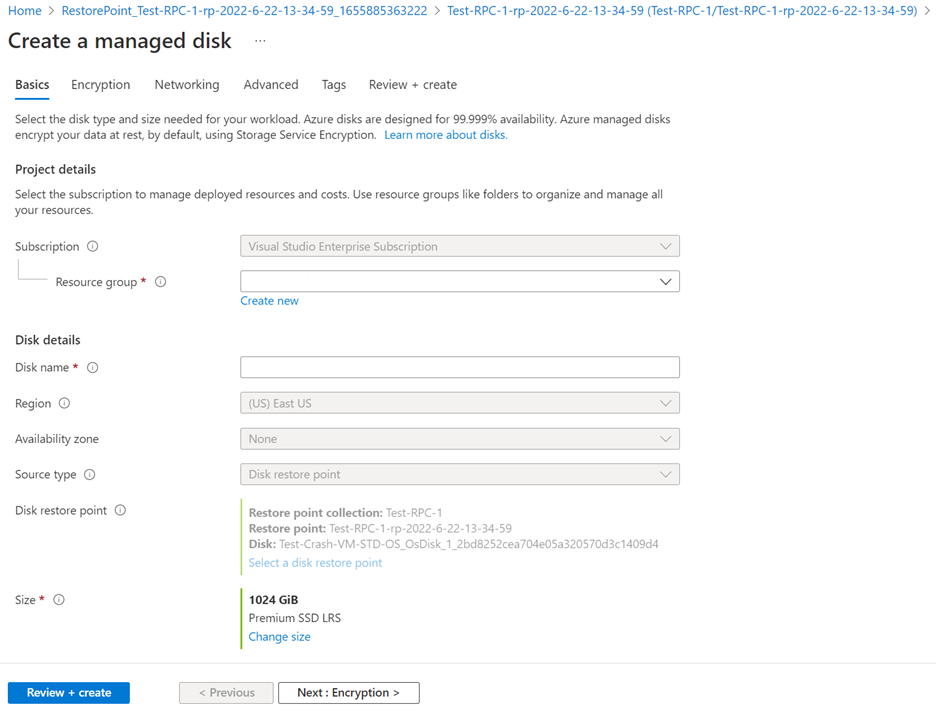 Home > RestorePoint_Test-RPC-1-rp-2022-6-22-13-34-59_1655885363222 > Test-RPC-1-rp-2022-6-22-13-34-59 (Test-RPC-1/Test-RPC-1-rp-2022-6-22-13-34-59) >
Create a managed disk ...
Basics Encryption Networking Advanced Tags Review + create
Select the disk type and size needed for your workload. Azure disks are designed for 99.999% availability. Azure managed disks
encrypt your data at rest, by default, using Storage Service Encryption. Learn more about disks.
Project details
Select the subscription to manage deployed resources and costs. Use resource groups like folders to organize and manage all
your resources.
Subscription Visual Studio Enterprise Subscription
Resource group *
Create new
Disk details
Disk name *
Region (US) East US
Availability zone None
Source type Disk restore point
Disk restore point Restore point collection: Test-RPC-1
Restore point: Test-RPC-1-rp-2022-6-22-13-34-59
Disk: Test-Crash-VM-STD-OS_OsDisk_1_2bd8252cea704e05a320570d3c1409d4
Select a disk restore point
Size * 1024 GiB
Premium SSD LRS
Change size
Review + create < Previous Next : Encryption >